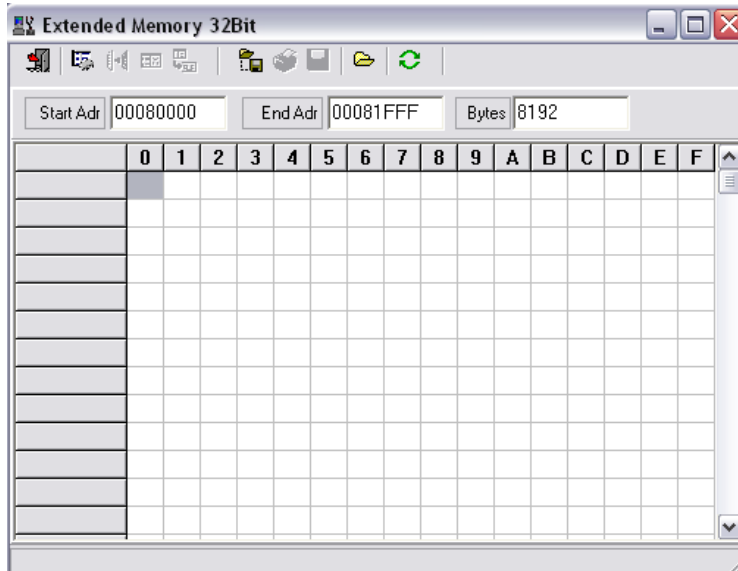 Extended Memory 32Bit
Start Adr 00080000 End Adr 00081FFF Bytes 8192
0 1 2 3 4 5 6 7 8 9 A B C D E F